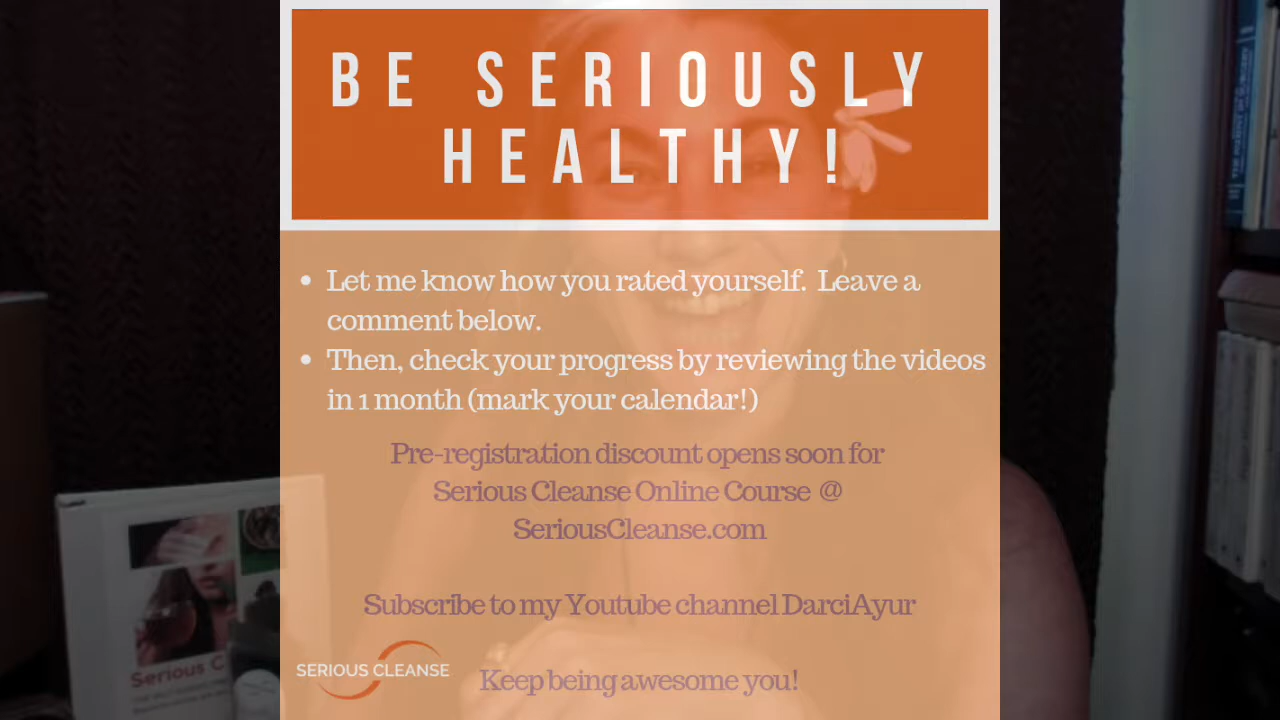 BE SERIOUSLY
HEALTHY!
• Let me know how you rated yourself. Leave a
comment below.
• Then, check your progress by reviewing the videos
in 1 month (mark your calendar!)
Pre-registration discount opens soon for
Serious Cleanse Online Course @
SeriousCleanse.com
Subscribe to my Youtube channel DarciAyur
SERIOUS CLEANSE
Keep being awesome you!
Serious C